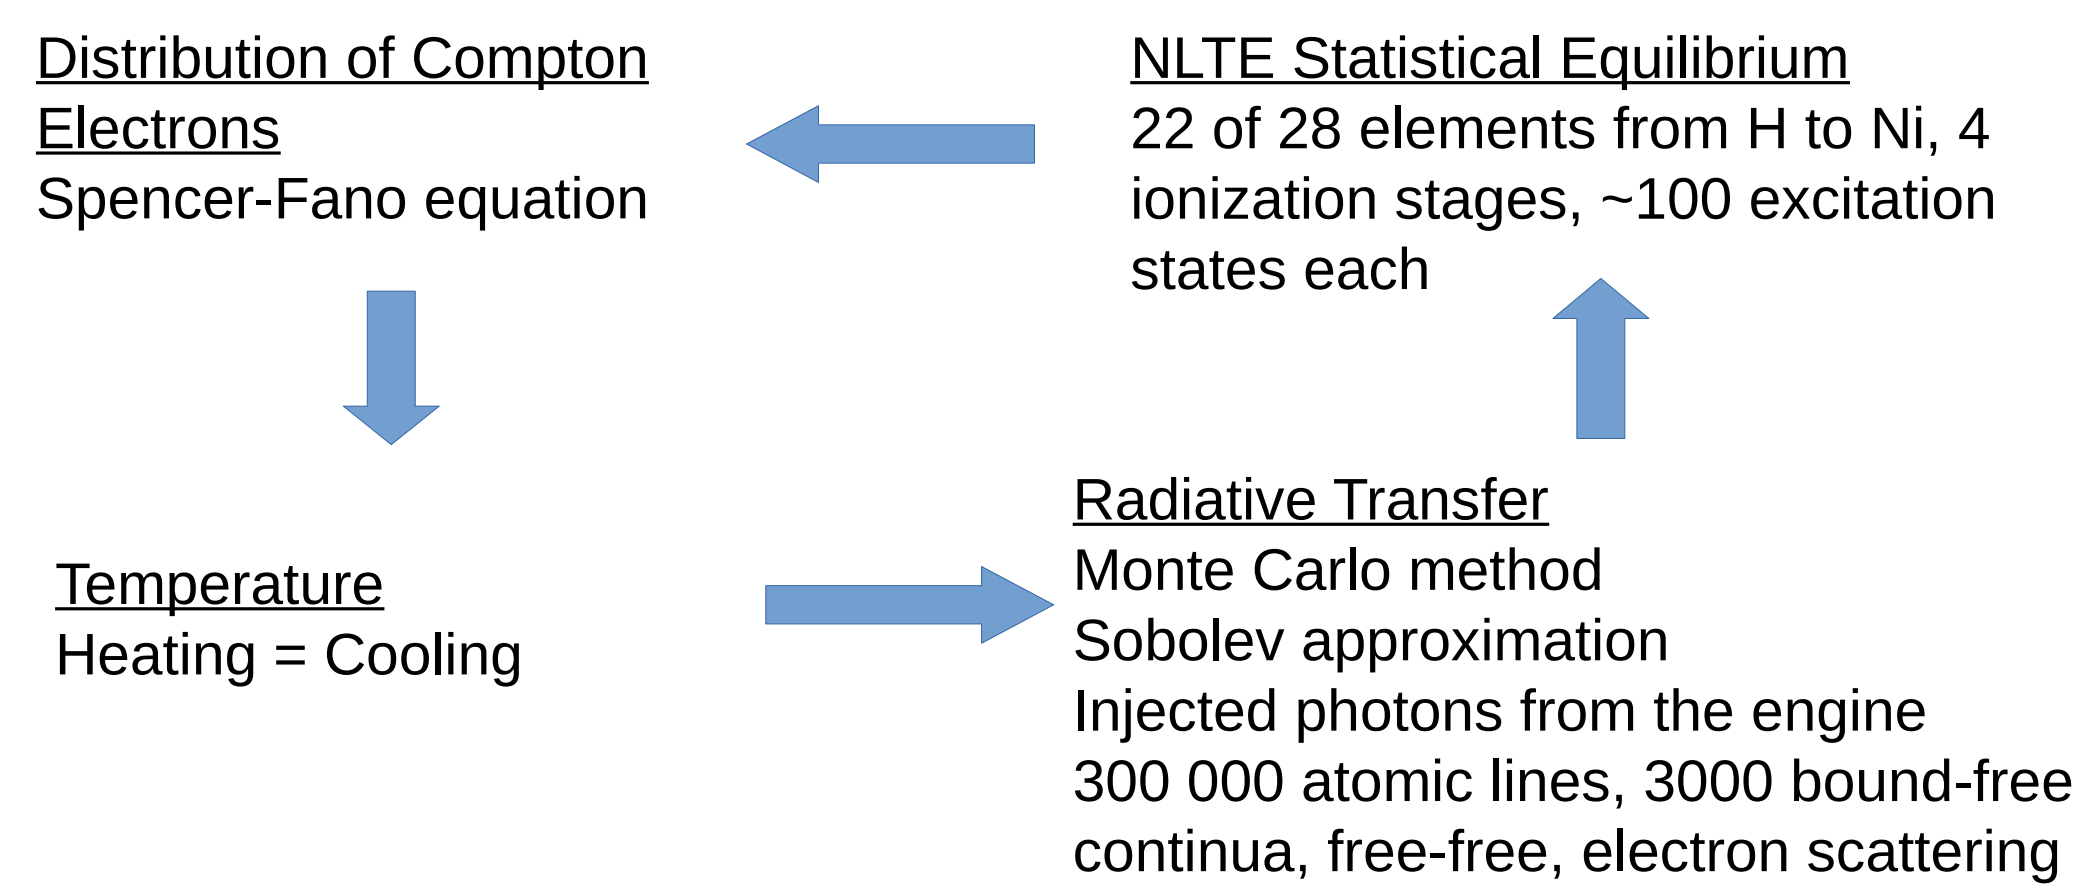 Distribution of Compton
Electrons
Spencer-Fano equation
NLTE Statistical Equilibrium
22 of 28 elements from H to Ni, 4
ionization stages, ~100 excitation
states each
Temperature
Heating = Cooling
Radiative Transfer
Monte Carlo method
Sobolev approximation
Injected photons from the engine
300 000 atomic lines, 3000 bound-free
continua, free-free, electron scattering